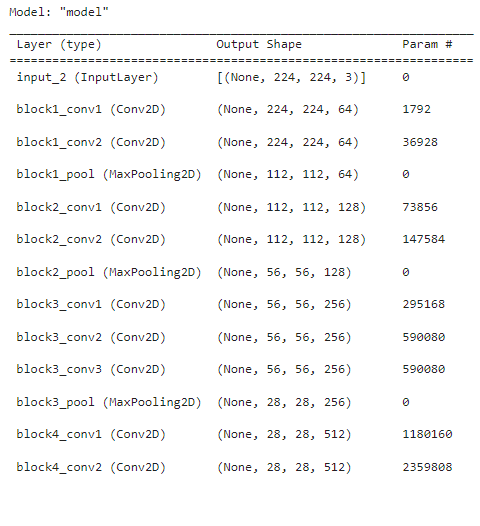 Model: "model"
Layer (type) Output Shape Param #
input_2 (InputLayer) [(None, 224, 224, 3)] 0
block1_conv1 (Conv2D) (None, 224, 224, 64) 1792
block1_conv2 (Conv2D) (None, 224, 224, 64) 36928
block1_pool (MaxPooling2D) (None, 112, 112, 64) 0
block2_conv1 (Conv2D) (None, 112, 112, 128) 73856
block2_conv2 (Conv2D) (None, 112, 112, 128) 147584
block2_pool (MaxPooling2D) (None, 56, 56, 128) 0
block3_conv1 (Conv2D) (None, 56, 56, 256) 295168
block3_conv2 (Conv2D) (None, 56, 56, 256) 590080
block3_conv3 (Conv2D) (None, 56, 56, 256) 590080
block3_pool (MaxPooling2D) (None, 28, 28, 256) 0
block4_conv1 (Conv2D) (None, 28, 28, 512) 1180160
block4_conv2 (Conv2D) (None, 28, 28, 512) 2359808